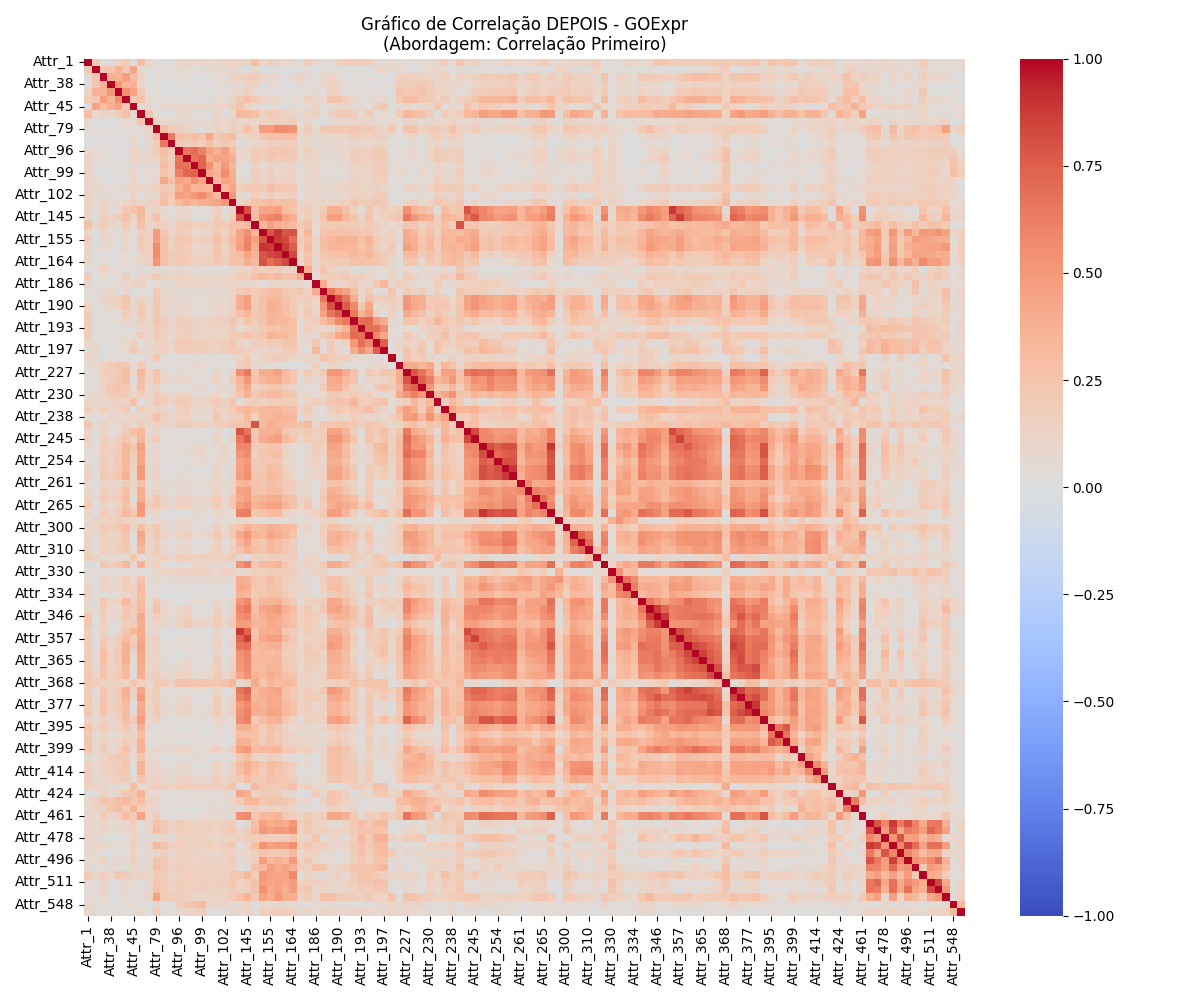 Gráfico de Correlação DEPOIS - GOExpr
(Abordagem: Correlação Primeiro)
Attr_1
Attr_38
Attr_45
Attr_79
Attr_96
Attr_99
Attr_102
Attr_145
Attr_155
Attr_164
Attr_186
Attr_190
Attr_193
Attr_197
Attr_227
Attr_230
Attr_238
Attr_245
Attr_254
Attr_261
Attr_265
Attr_300
Attr_310
Attr_330
Attr_334
Attr_346
Attr_357
Attr_365
Attr_368
Attr_377
Attr_395
Attr_399
Attr_414
Attr_424
Attr_461
Attr_478
Attr_496
Attr_511
Attr_548
Attr_1
Attr_38
Attr_45
Attr_79
Attr_96
Attr_99
Attr_102
Attr_145
Attr_155
Attr_164
Attr_186
Attr_190
Attr_193
Attr_197
Attr_227
Attr_230
Attr_238
Attr_245
Attr_254
Attr_261
Attr_265
Attr_300
Attr_310
Attr_330
Attr_334
Attr_346
Attr_357
Attr_365
Attr_368
Attr_377
Attr_395
Attr_399
Attr_414
Attr_424
Attr_461
Attr_478
Attr_496
Attr_511
Attr_548
1.00
0.75
0.50
0.25
0.00
−0.25
−0.50
−0.75
−1.00